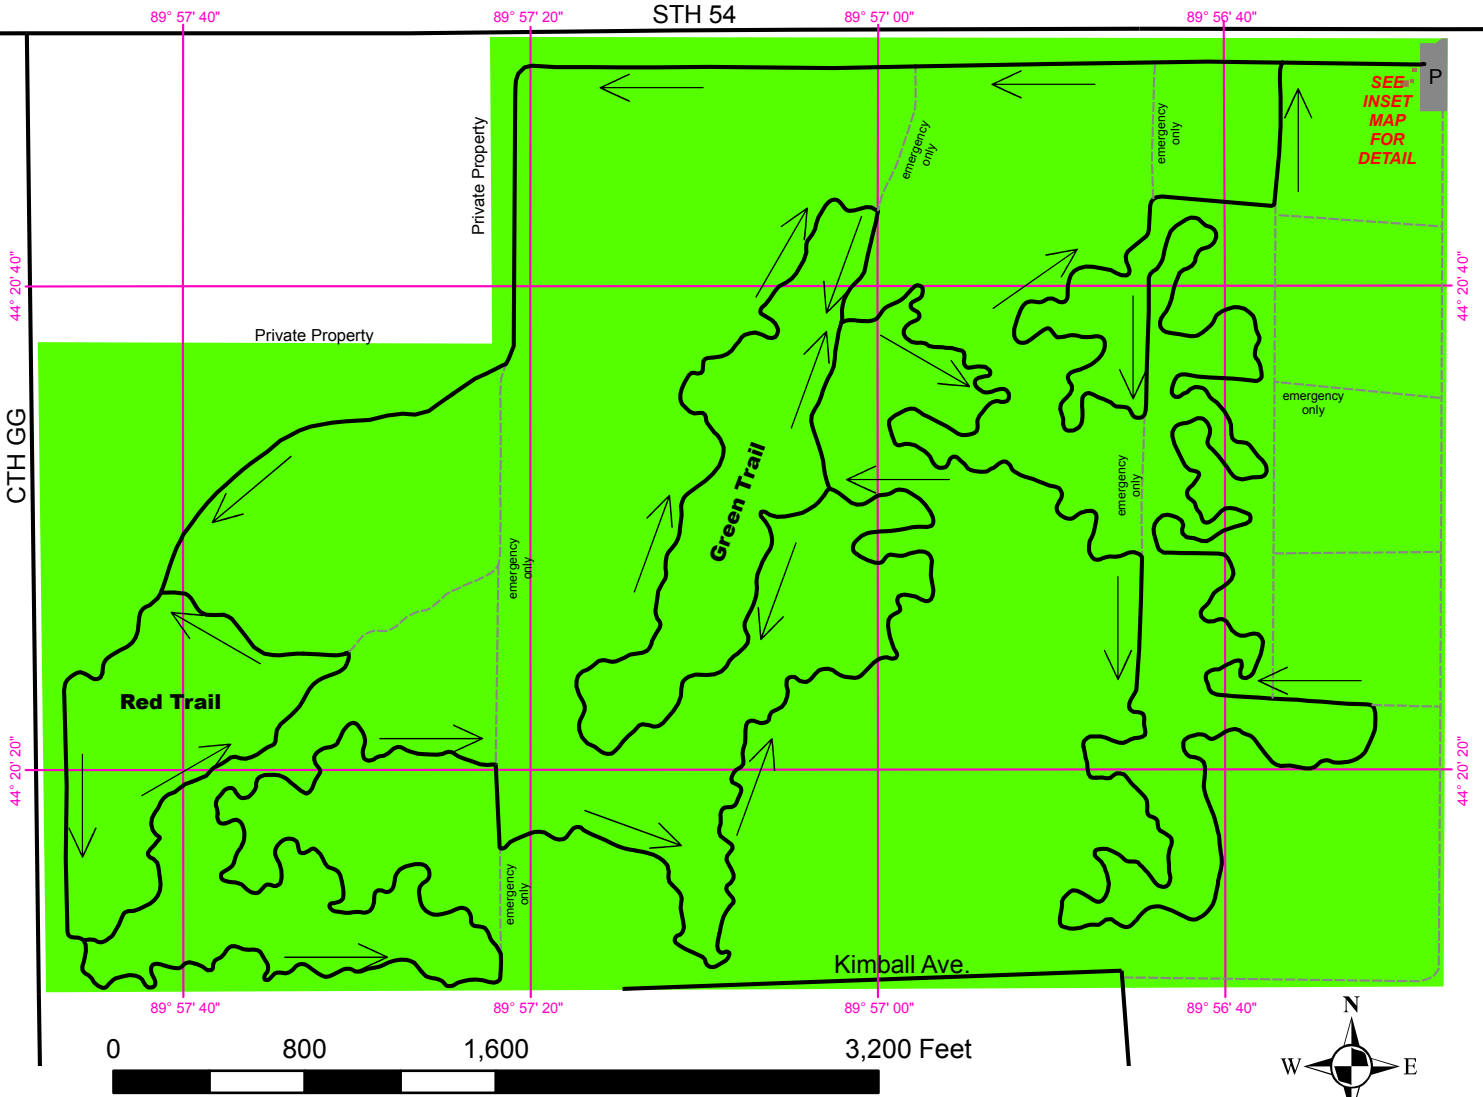 STH 54
89° 57' 40"
89° 57' 20"
89° 57' 00"
89° 56' 40"
P
SEE
INSET
MAP
FOR
DETAIL
Private Property
emergency
only
emergency
only
44° 20' 40"
44° 20' 40"
Private Property
emergency
only
CTH GG
Green Trail
emergency
only
emergency
only
Red Trail
44° 20' 20"
44° 20' 20"
emergency
only
Kimball Ave.
89° 57' 40"
89° 57' 20"
89° 57' 00"
89° 56' 40"
0
800
1,600
3,200 Feet
N
W
E